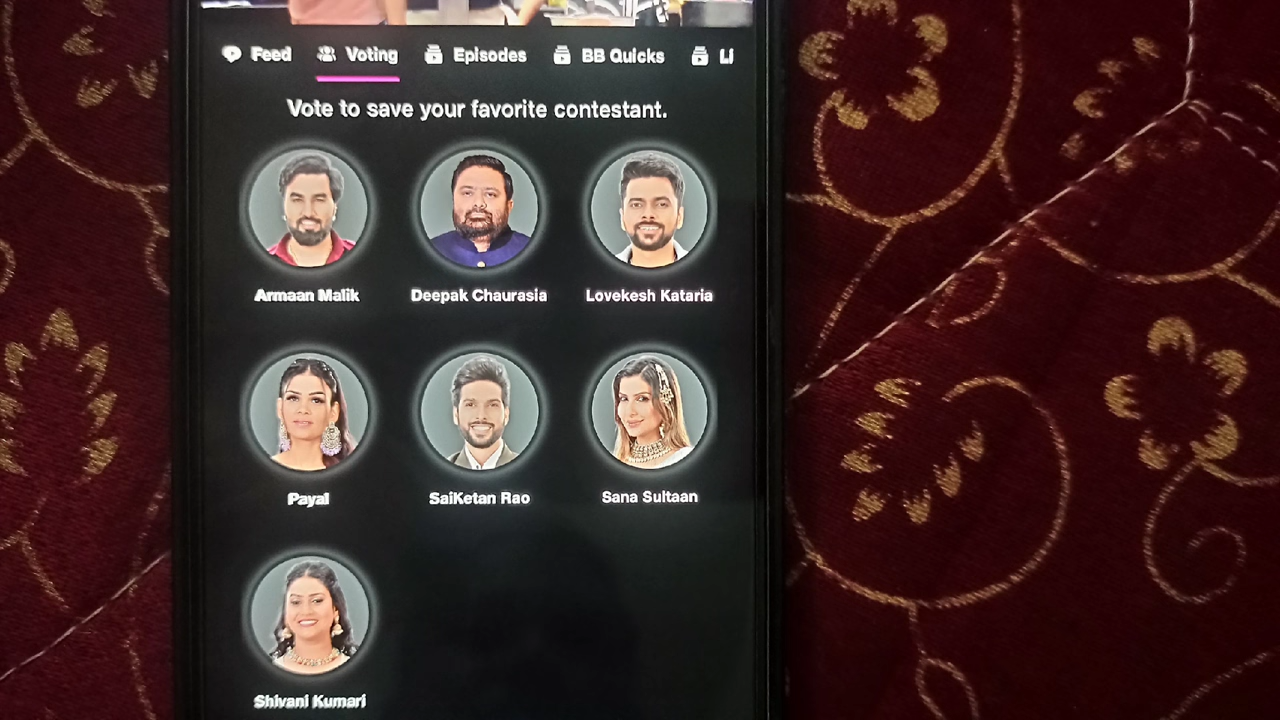 Feed Voting Episodes BB Quicks Li
Vote to save your favorite contestant.
Armaan Malik Deepak Chaurasia Lovekesh Kataria
Payal SaiKetan Rao Sana Sultaan
Shivani Kumari